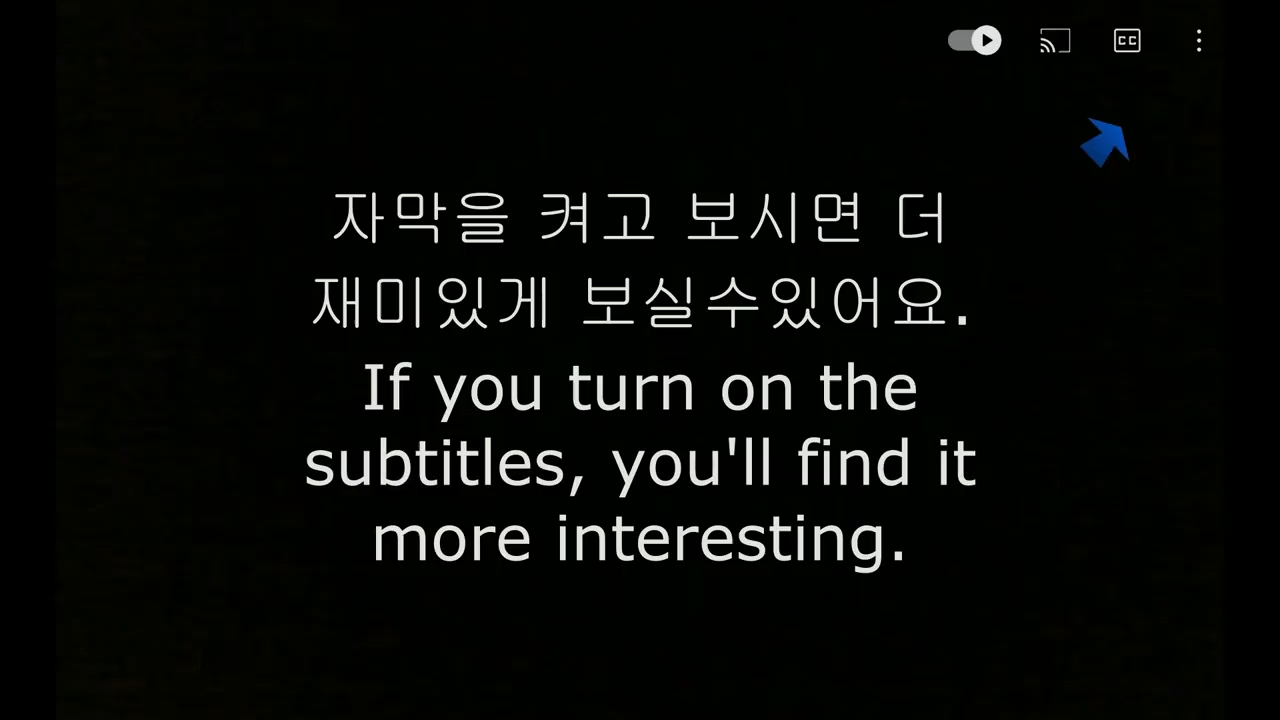 CC
자막을 켜고 보시면 더
재미있게 보실수있어요.
If you turn on the
subtitles, you'll find it
more interesting.